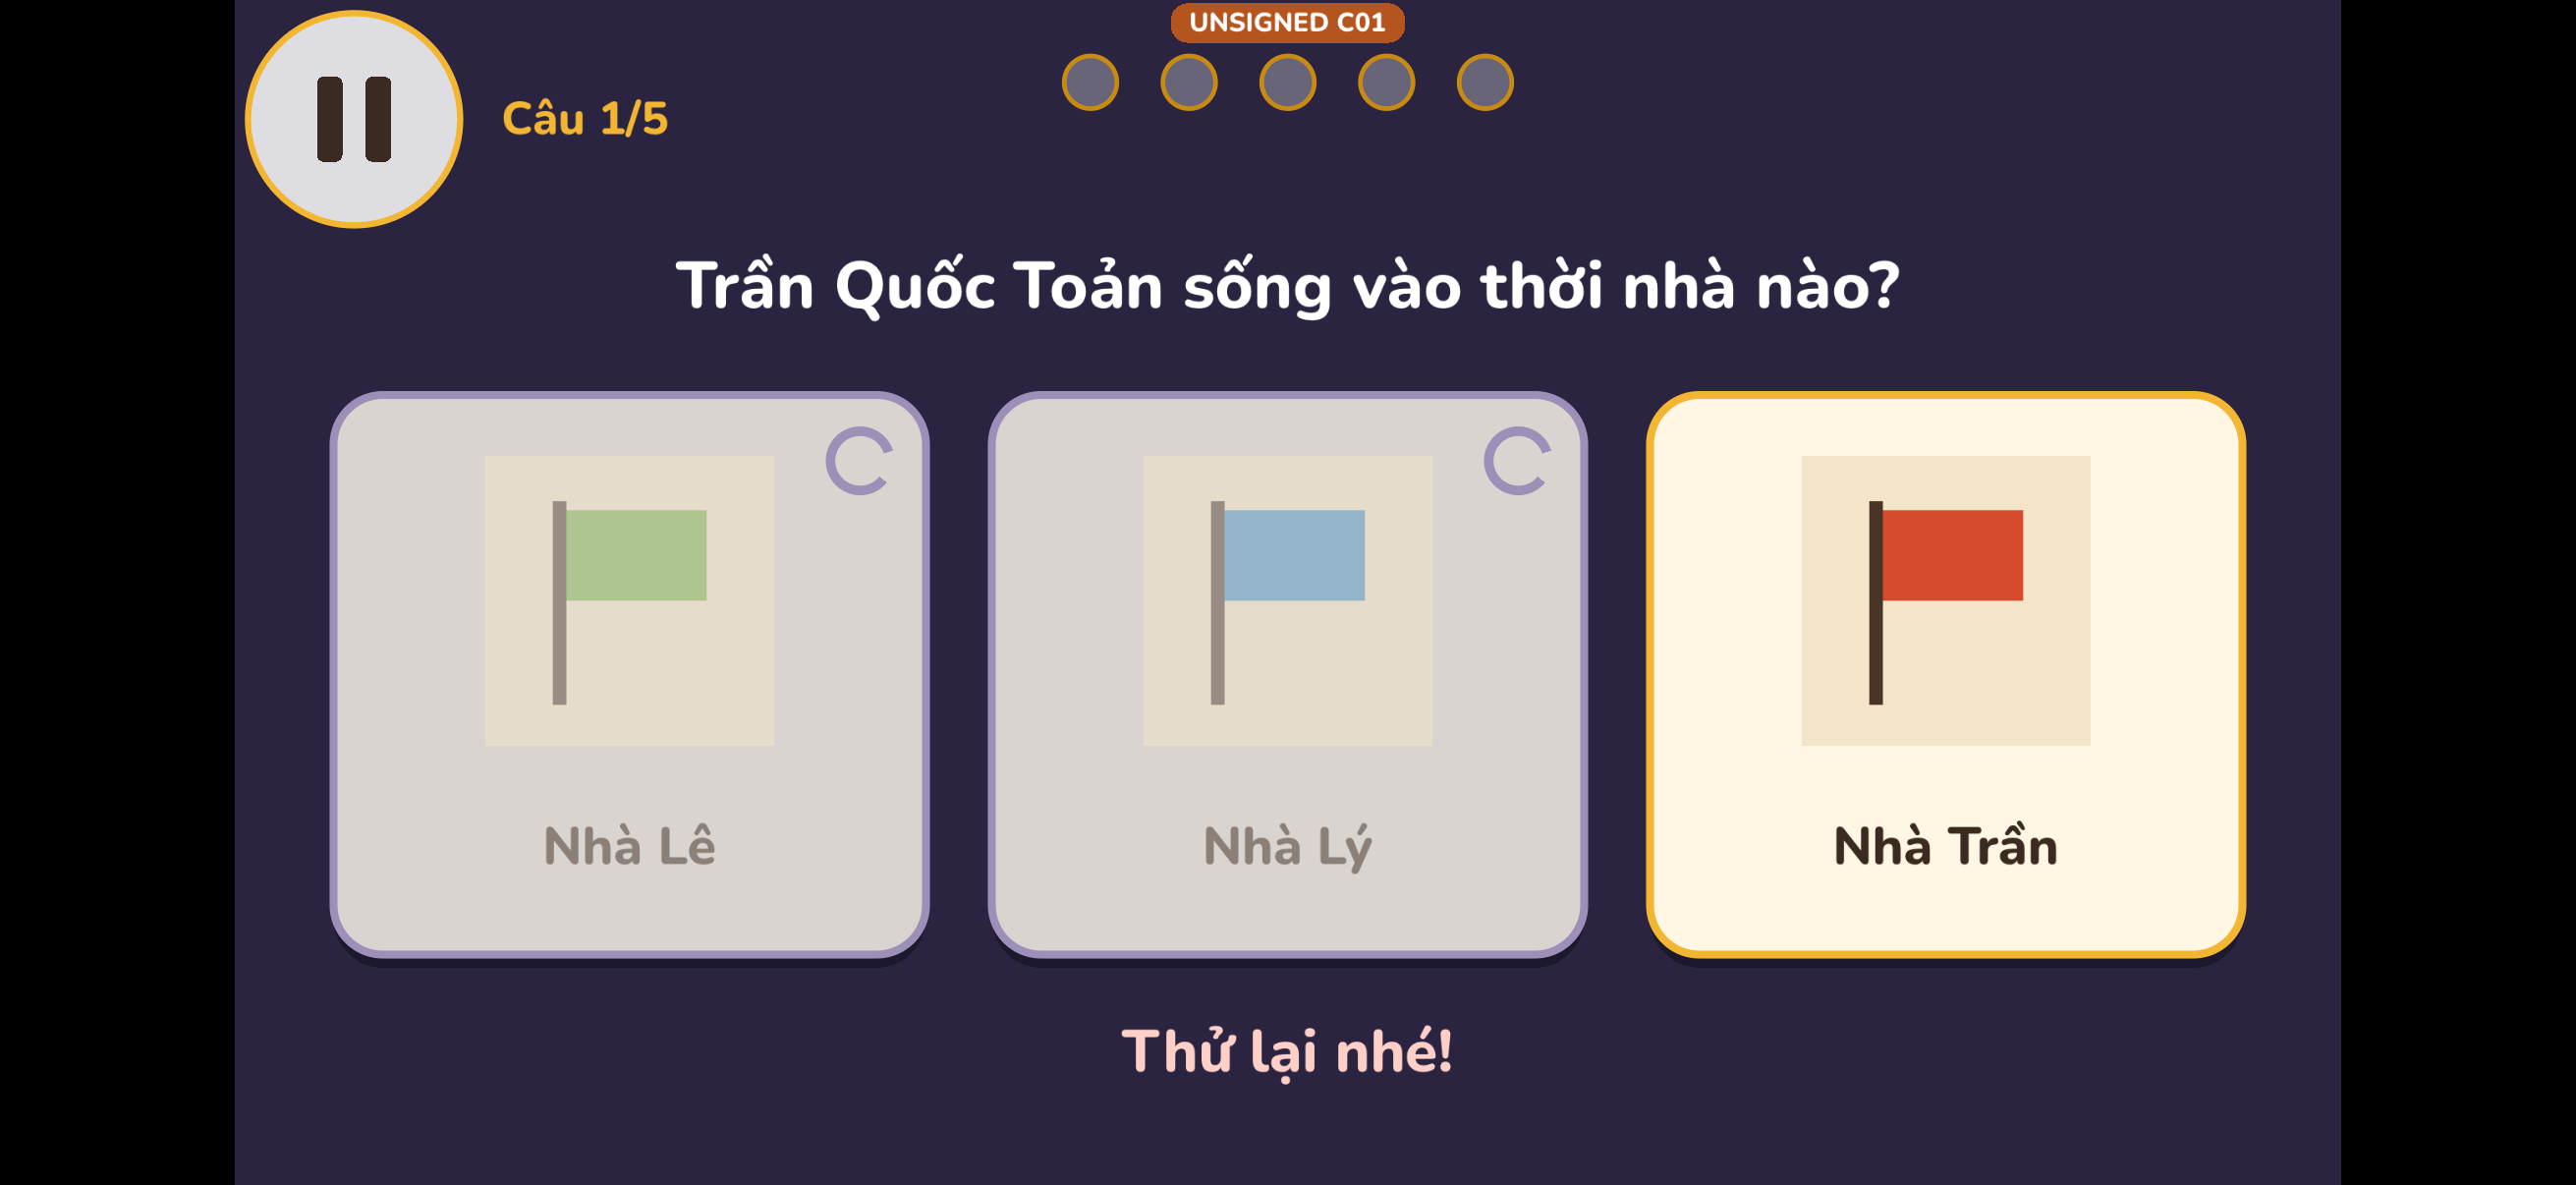 UNSIGNED C01
Câu 1/5
Trần Quốc Toản sống vào thời nhà nào?
Nhà Lê
Nhà Lý
Nhà Trần
Thử lại nhé!